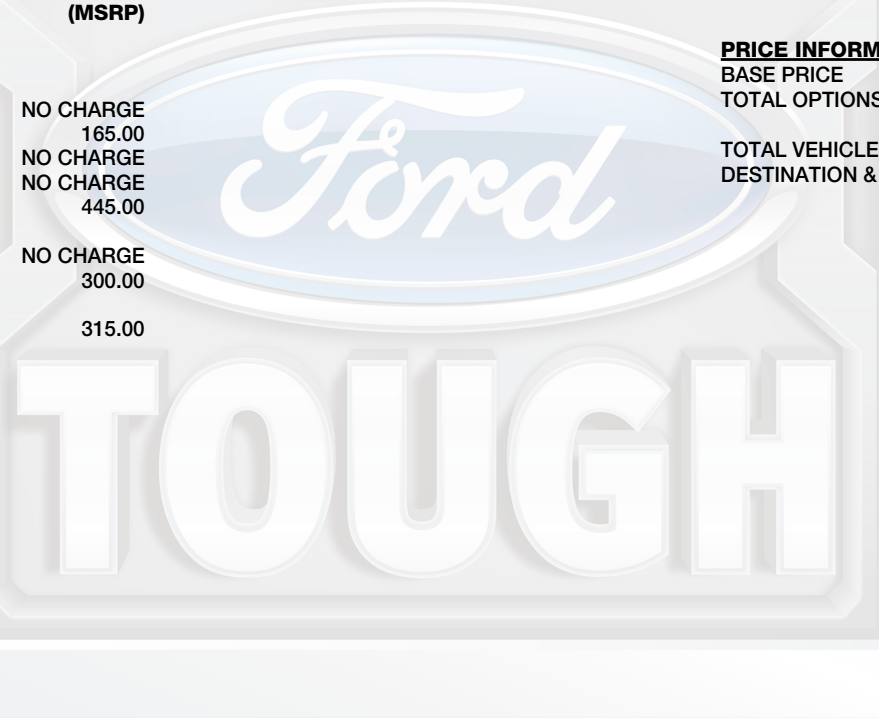 (MSRP)
NO CHARGE
165.00
NO CHARGE
NO CHARGE
445.00
NO CHARGE
300.00
315.00
PRICE INFORM
BASE PRICE
TOTAL OPTIONS
TOTAL VEHICLE
DESTINATION &
Ford
TOUGH